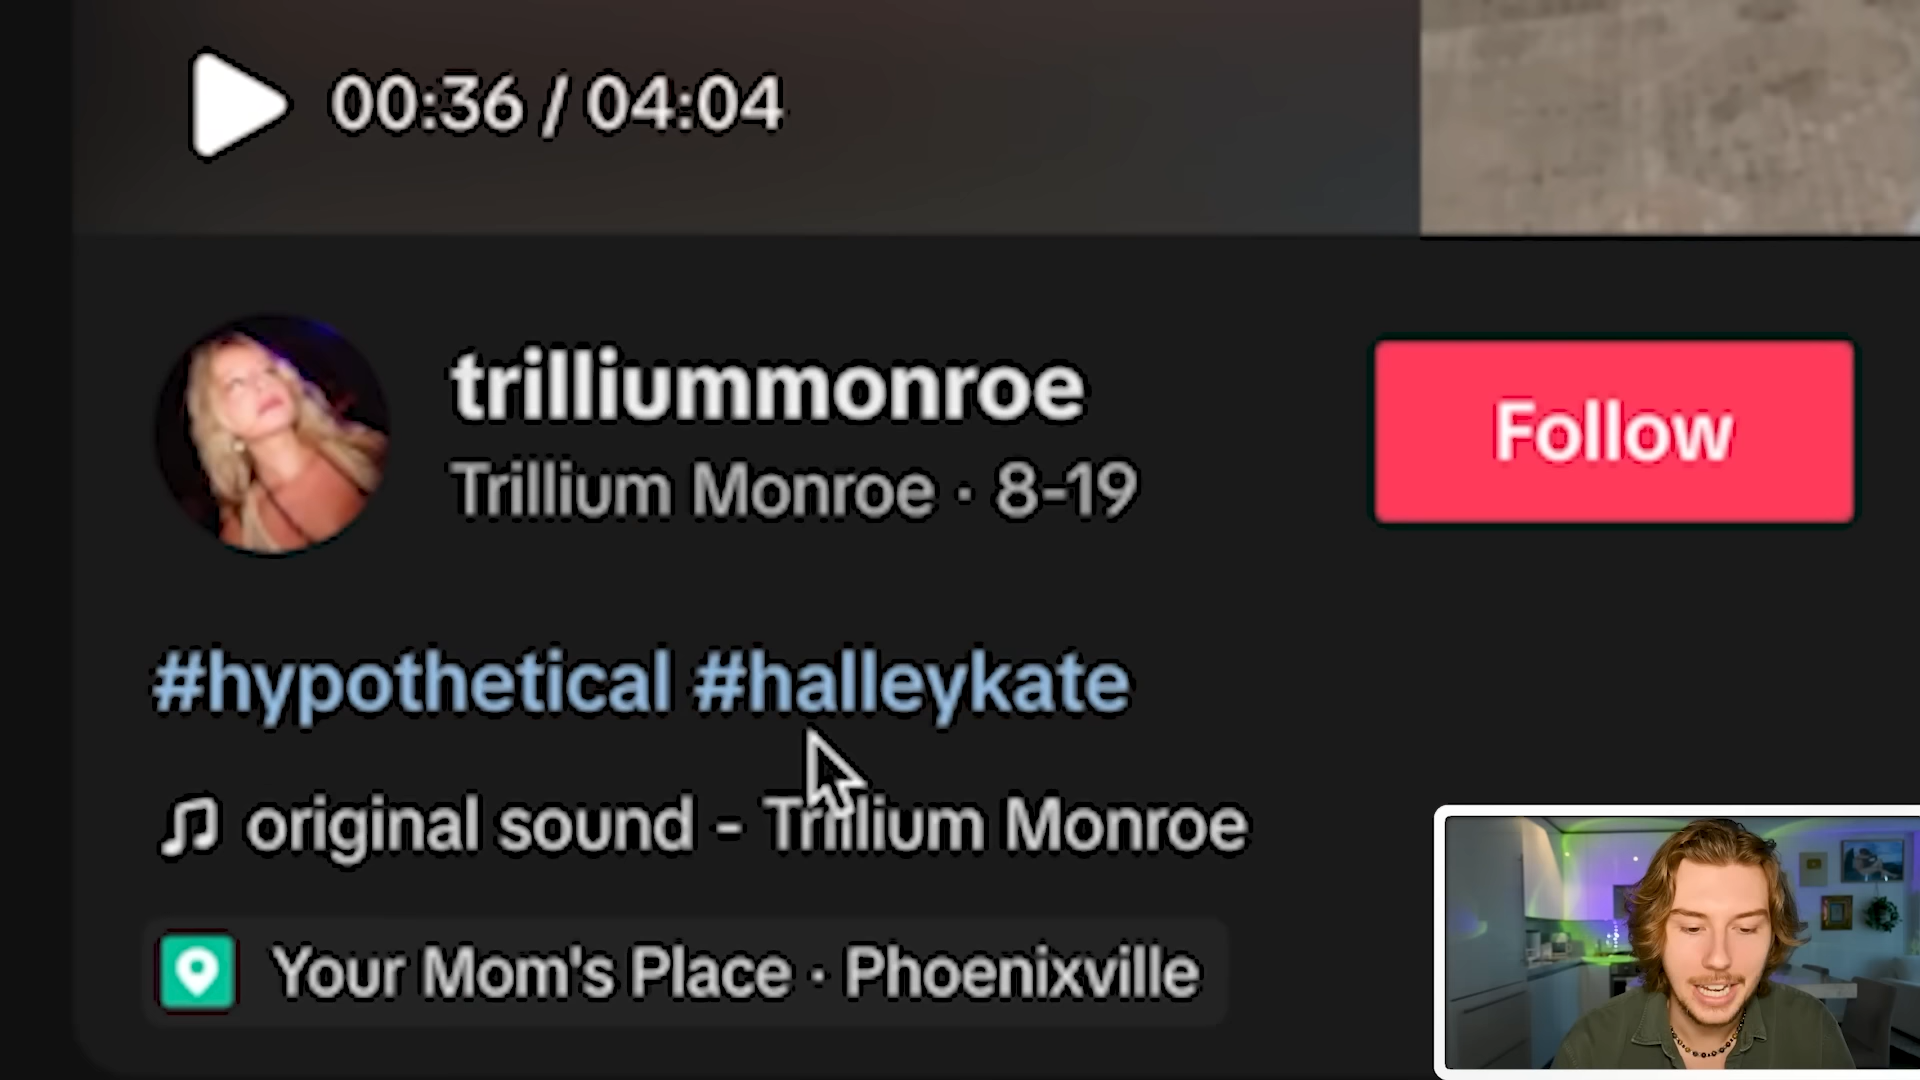 00:36 / 04:04
trilliummonroe
Trillium Monroe · 8-19
Follow
#hypothetical #halleykate
original sound - Trillium Monroe
Your Mom's Place · Phoenixville